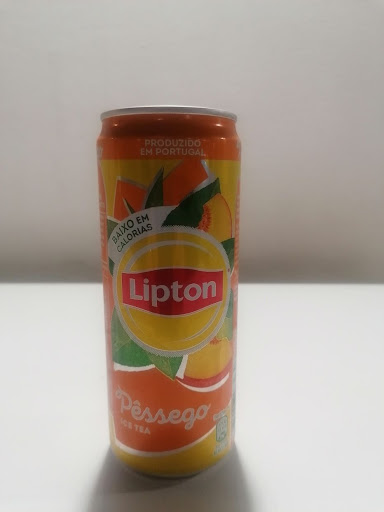 PRODUZIDO
EM PORTUGAL
BAIXO EM
CALORIAS
Lipton
Pêssego
ICE TEA